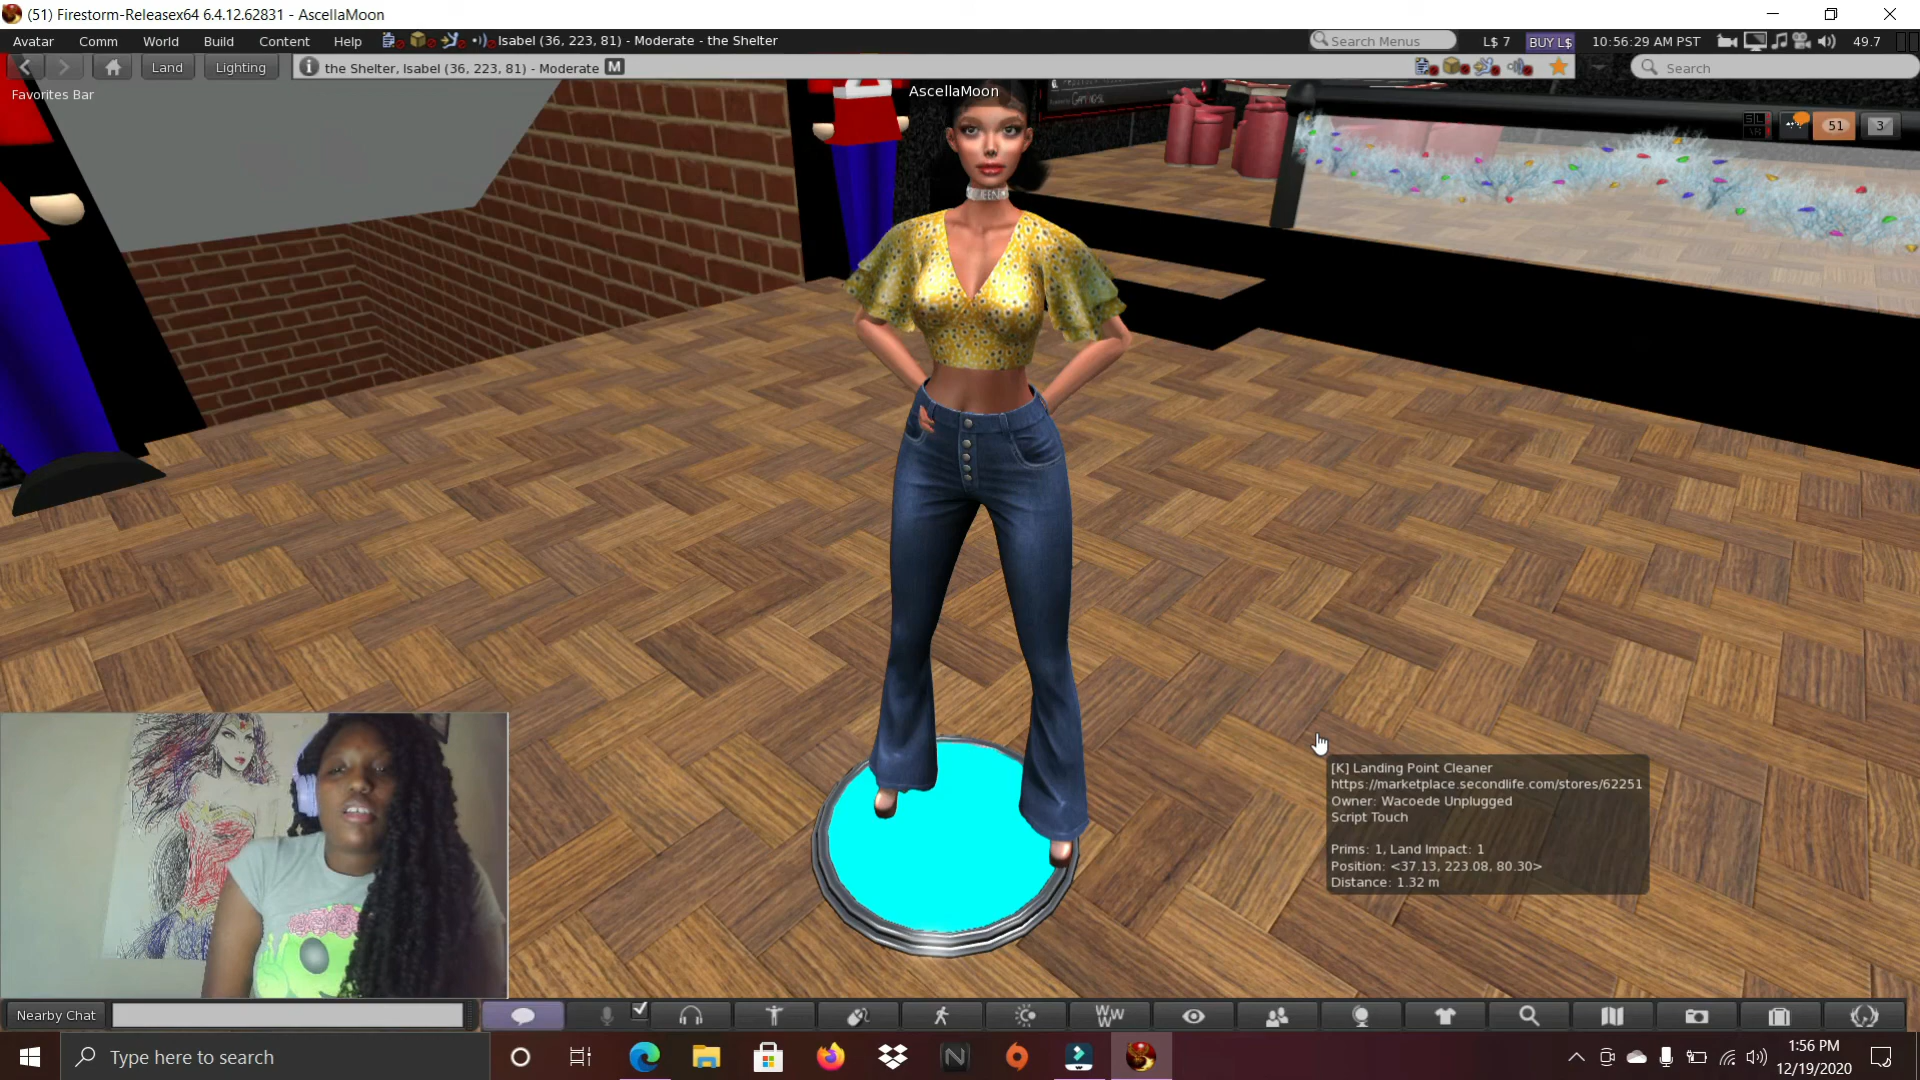 (51) Firestorm-Releasex64 6.4.12.62831 - AscellaMoon
Avatar Comm World Build Content Help Isabel (36, 223, 81) - Moderate - the Shelter Search Menus L$ 7 BUY L$ 10:56:29 AM PST 49.7
Land Lighting the Shelter, Isabel (36, 223, 81) - Moderate M Search
Favorites Bar
AscellaMoon
51 3
QUEEN
[K] Landing Point Cleaner
https://marketplace.secondlife.com/stores/62251
Owner: Wacoede Unplugged
Script Touch
Prims: 1, Land Impact: 1
Position: <37.13, 223.08, 80.30>
Distance: 1.32 m
Nearby Chat
Type here to search
1:56 PM
12/19/2020